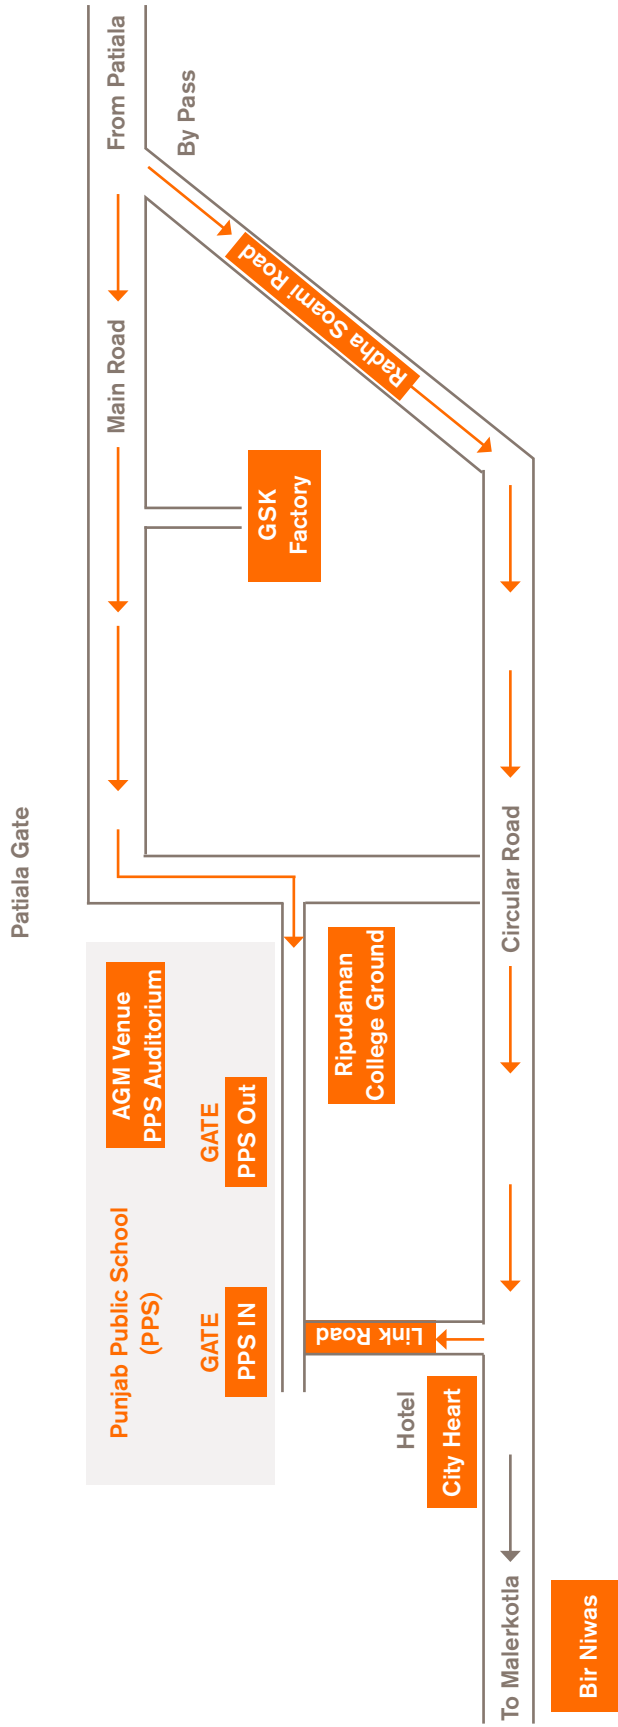 Patiala Gate
From Patiala
By Pass
Main Road
Radha Soami Road
GSK
Factory
AGM Venue
PPS Auditorium
Punjab Public School
(PPS)
GATE
PPS Out
GATE
PPS IN
Ripudaman
College Ground
Circular Road
Link Road
Hotel
City Heart
To Malerkotla
Bir Niwas